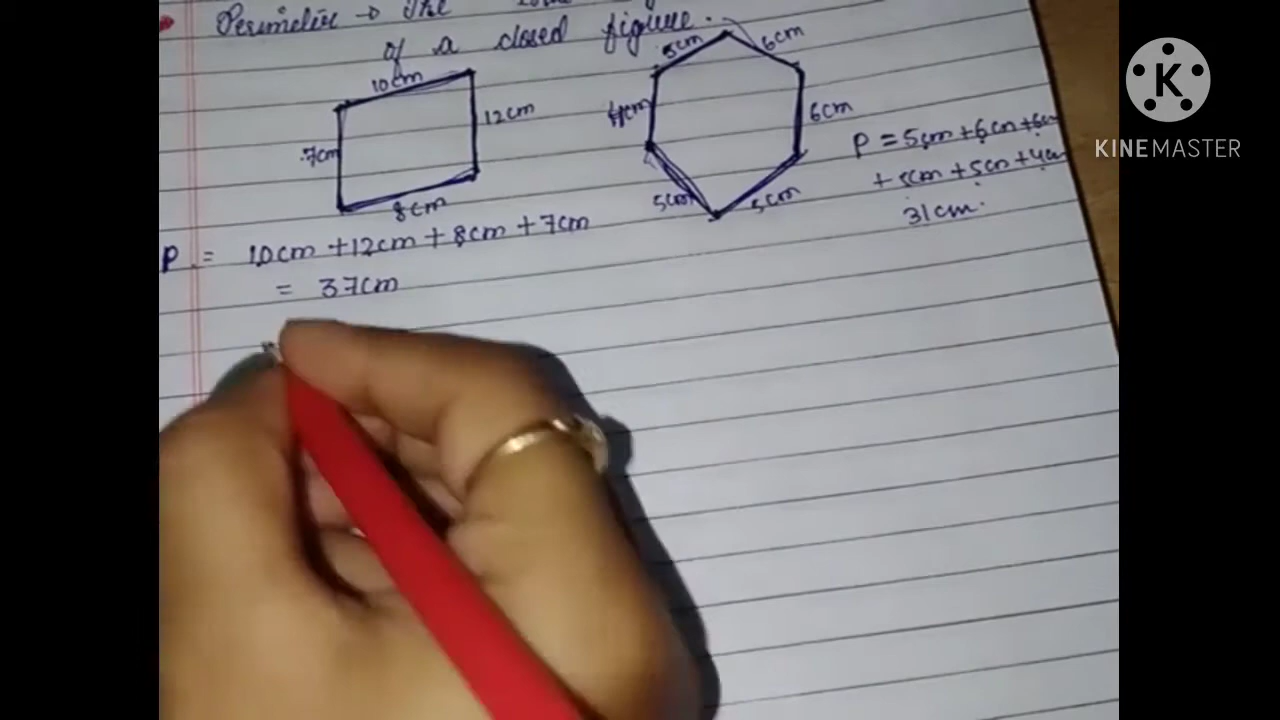 Perimeter → The
of a closed figure.
10cm
12cm
7cm
8cm
5cm
6cm
4cm
6cm
5cm
5cm
P = 5cm + 6cm + 6cm
+ 5cm + 5cm + 4cm
31cm.
P = 10cm + 12cm + 8cm + 7cm
= 37cm
KINEMASTER